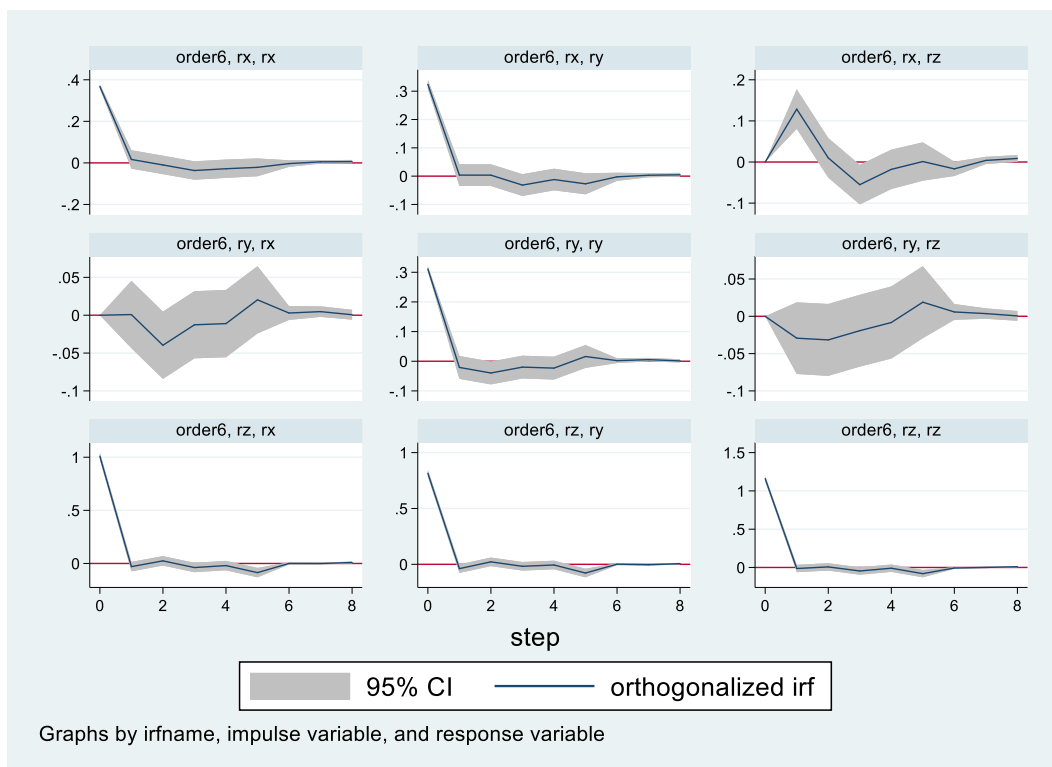 order6, rx, rx
order6, rx, ry
order6, rx, rz
.4
.2
0
-.2
.3
.2
.1
0
-.1
.2
.1
0
-.1
order6, ry, rx
order6, ry, ry
order6, ry, rz
.05
0
-.05
-.1
.3
.2
.1
0
-.1
.05
0
-.05
-.1
order6, rz, rx
order6, rz, ry
order6, rz, rz
1
.5
0
1
.5
0
1.5
1
.5
0
0 2 4 6 8
0 2 4 6 8
0 2 4 6 8
step
95% CI
orthogonalized irf
Graphs by irfname, impulse variable, and response variable